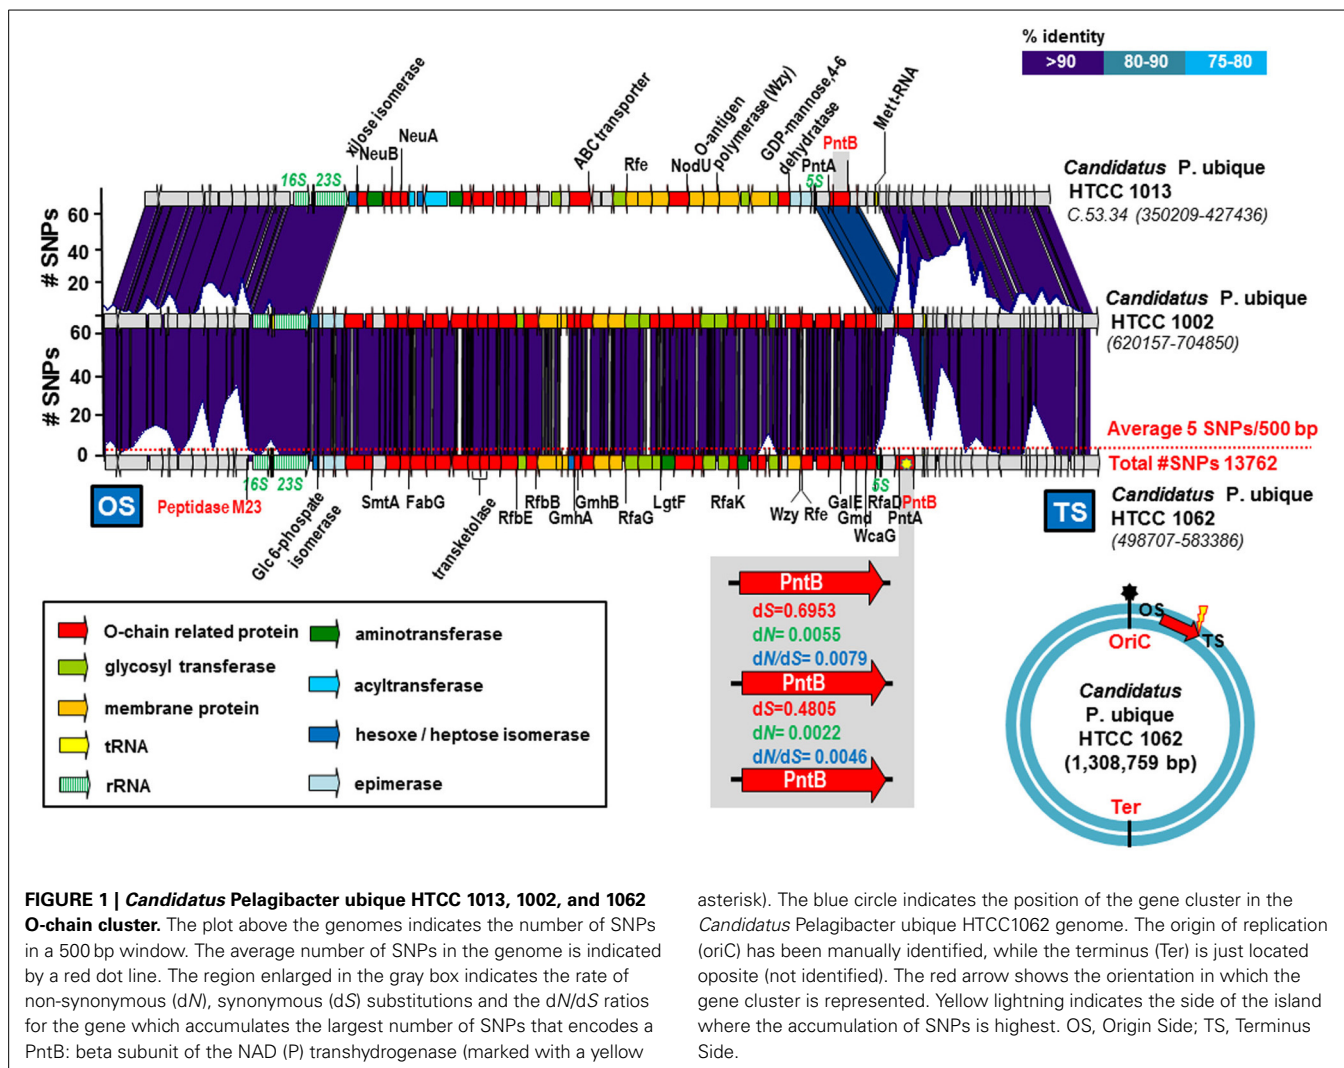 % identity
>90 80-90 75-80
xilose isomerase
NeuB
NeuA
ABC transporter
Rfe
NodU
O-antigen
polymerase (Wzy)
GDP-mannose,4-6
dehydratase
PntA
PntB
Met t-RNA
16S 23S
5S
# SNPs
60
40
20
Candidatus P. ubique
HTCC 1013
C.53.34 (350209-427436)
Candidatus P. ubique
HTCC 1002
(620157-704850)
# SNPs
60
40
20
0
Average 5 SNPs/500 bp
Total #SNPs 13762
Candidatus P. ubique
HTCC 1062
(498707-583386)
OS
Peptidase M23
16S 23S
Glc 6-phosphate
isomerase
SmtA
FabG
transketolase
RfbE
RfbB
GmhA
GmhB
RfaG
LgtF
RfaK
Wzy
Rfe
GalE
Gmd
WcaG
RfaD
5S
PntA
PntB
TS
O-chain related protein
glycosyl transferase
membrane protein
tRNA
rRNA
aminotransferase
acyltransferase
hesoxe / heptose isomerase
epimerase
PntB
dS=0.6953
dN= 0.0055
dN/dS= 0.0079
PntB
dS=0.4805
dN= 0.0022
dN/dS= 0.0046
PntB
OS
TS
OriC
Candidatus
P. ubique
HTCC 1062
(1,308,759 bp)
Ter
FIGURE 1 | Candidatus Pelagibacter ubique HTCC 1013, 1002, and 1062
O-chain cluster. The plot above the genomes indicates the number of SNPs
in a 500 bp window. The average number of SNPs in the genome is indicated
by a red dot line. The region enlarged in the gray box indicates the rate of
non-synonymous (dN), synonymous (dS) substitutions and the dN/dS ratios
for the gene which accumulates the largest number of SNPs that encodes a
PntB: beta subunit of the NAD (P) transhydrogenase (marked with a yellow
asterisk). The blue circle indicates the position of the gene cluster in the
Candidatus Pelagibacter ubique HTCC1062 genome. The origin of replication
(oriC) has been manually identified, while the terminus (Ter) is just located
oposite (not identified). The red arrow shows the orientation in which the
gene cluster is represented. Yellow lightning indicates the side of the island
where the accumulation of SNPs is highest. OS, Origin Side; TS, Terminus
Side.